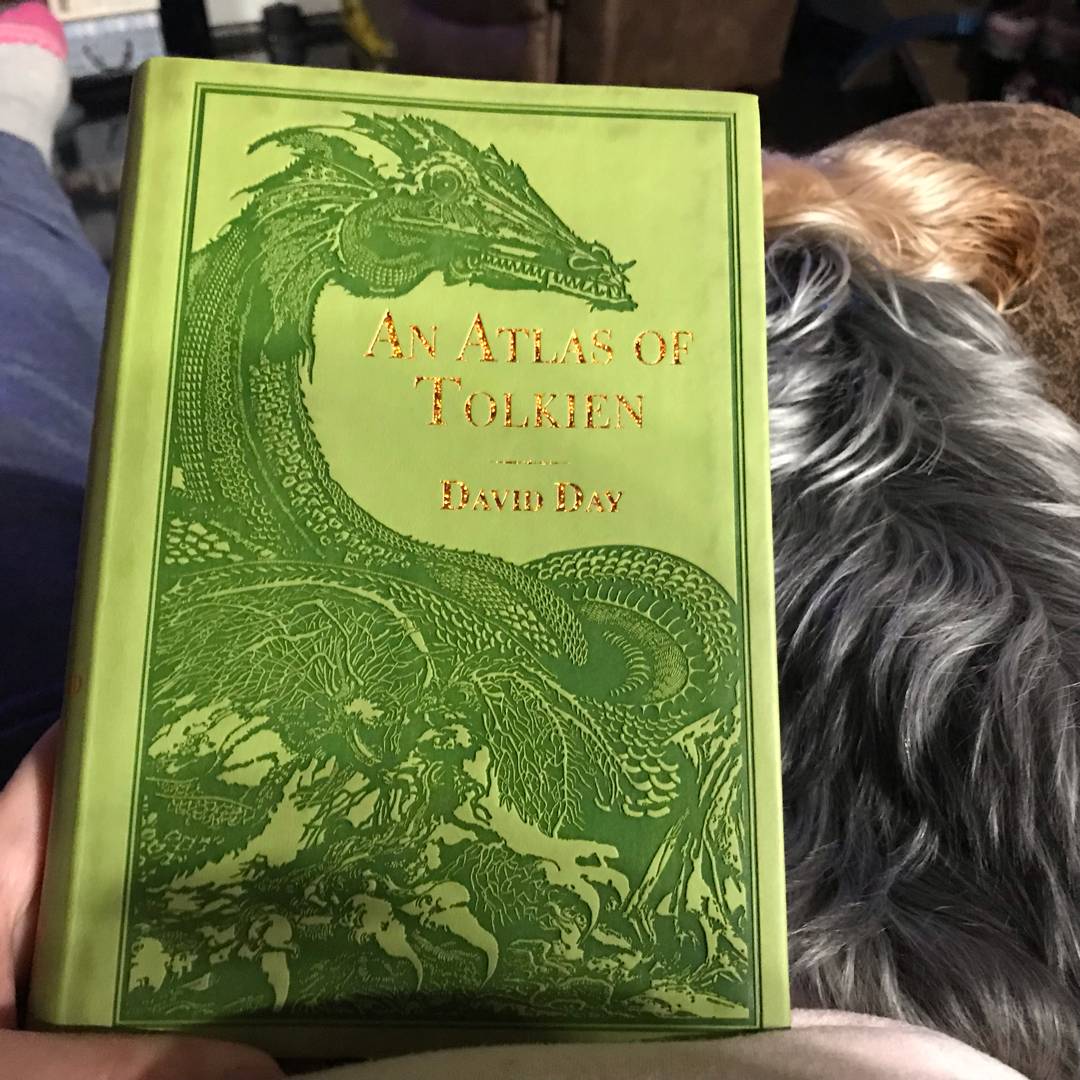 An Atlas of
Tolkien
David Day